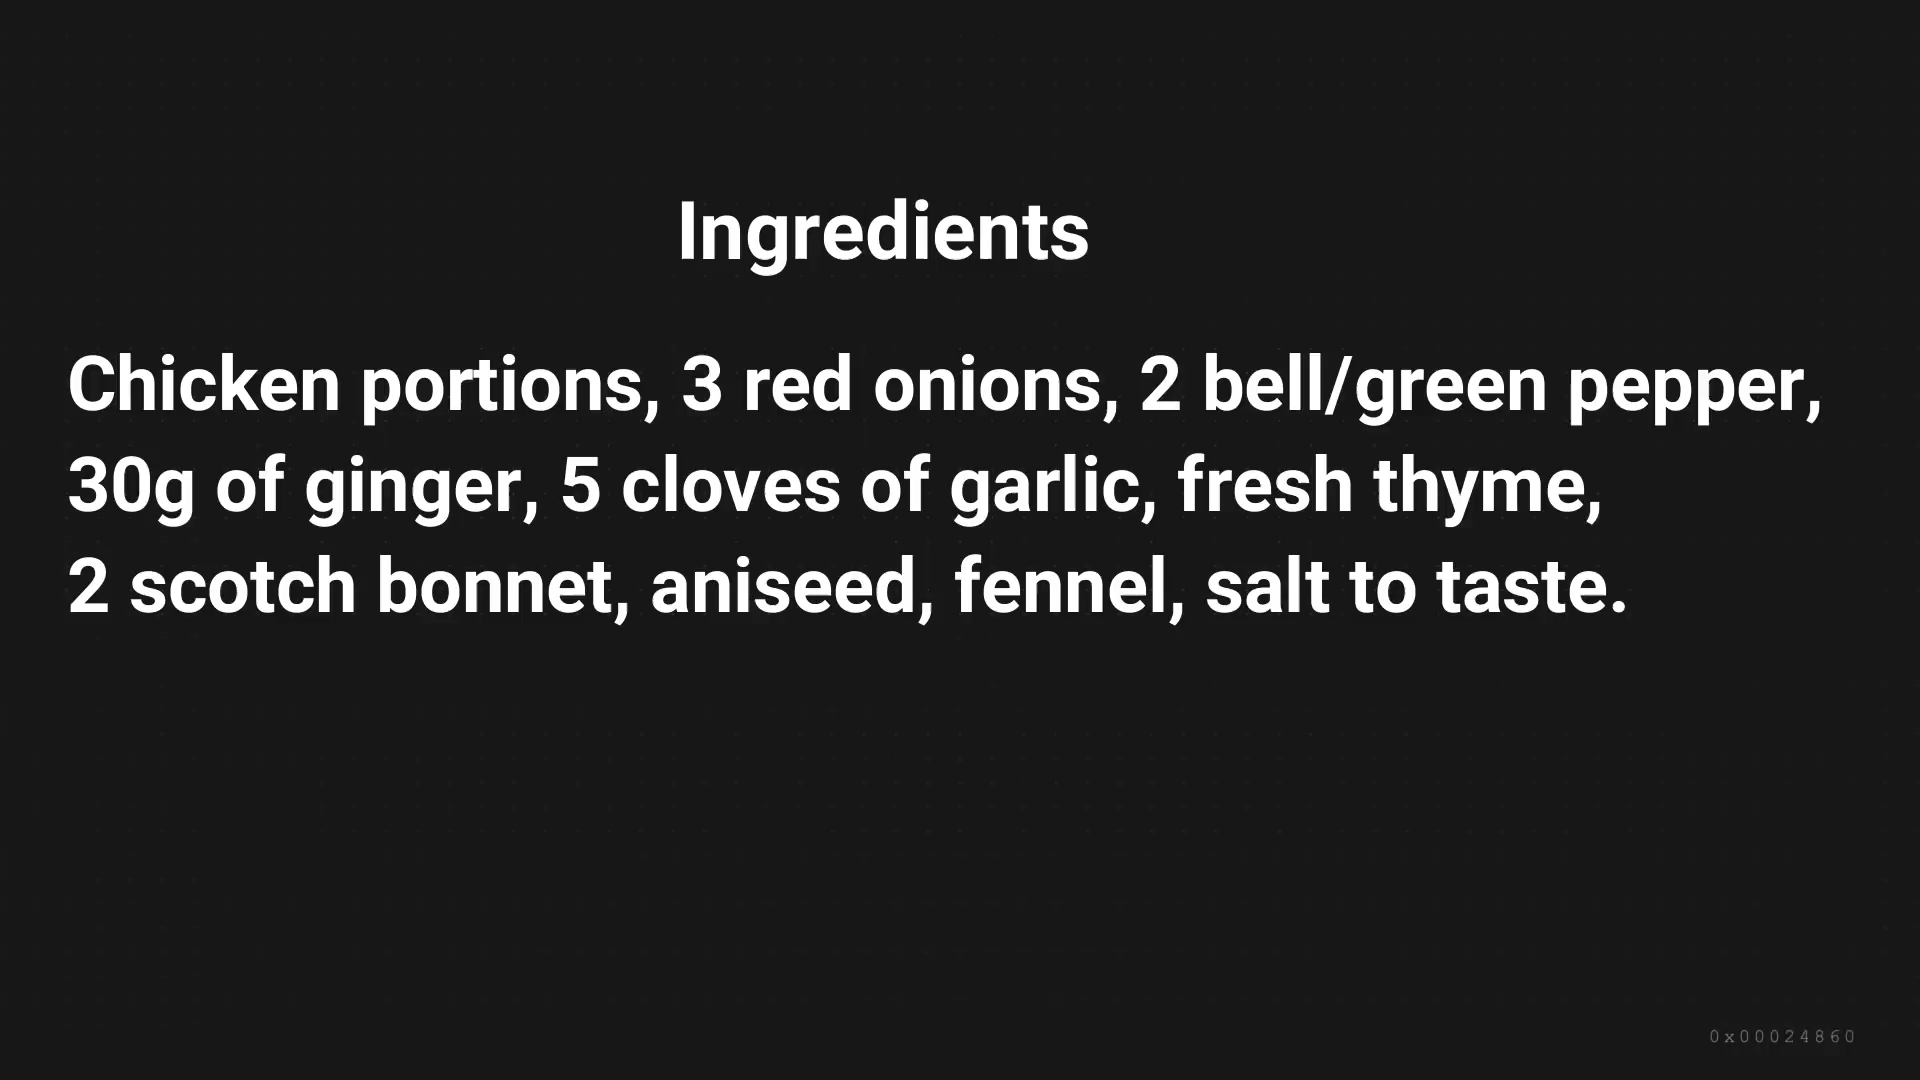 Ingredients
Chicken portions, 3 red onions, 2 bell/green pepper,
30g of ginger, 5 cloves of garlic, fresh thyme,
2 scotch bonnet, aniseed, fennel, salt to taste.
0x00024860